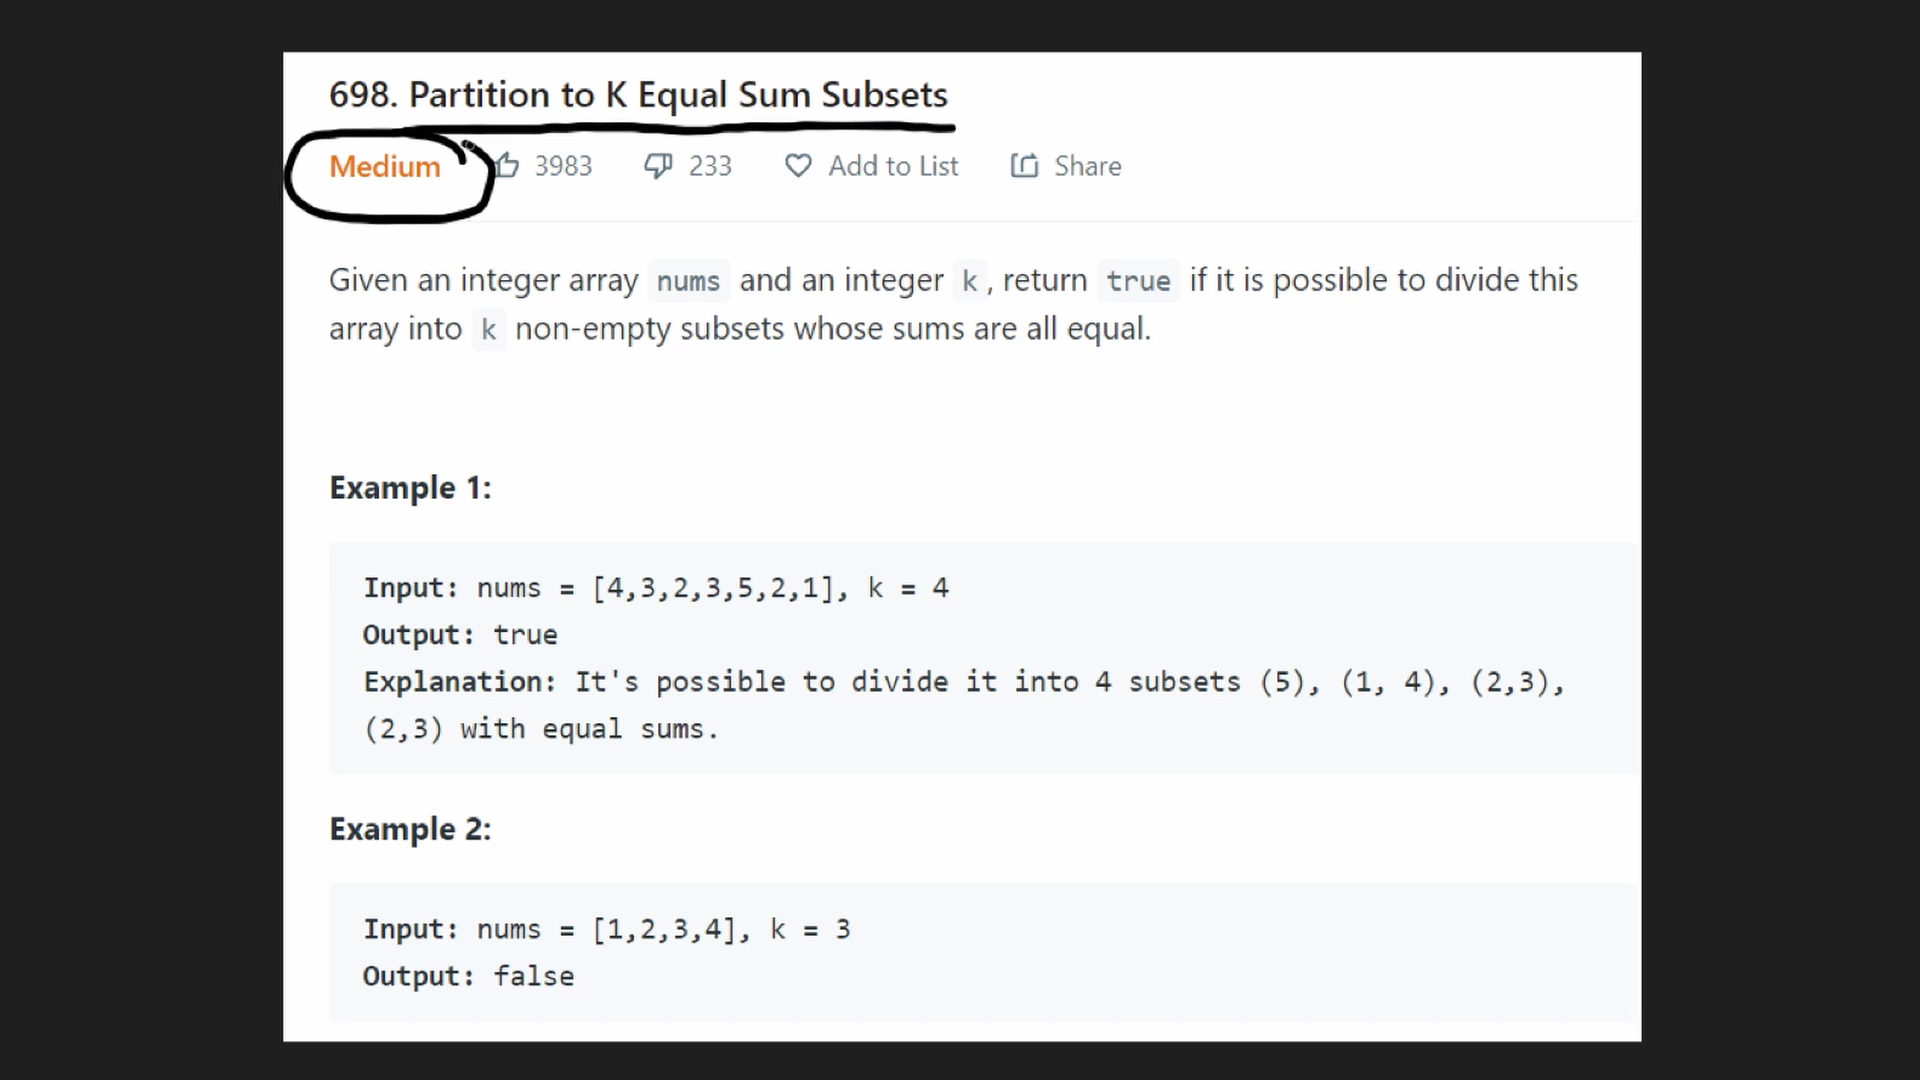 698. Partition to K Equal Sum Subsets
Medium 3983 233 Add to List Share
Given an integer array nums and an integer k, return true if it is possible to divide this
array into k non-empty subsets whose sums are all equal.
Example 1:
Input: nums = [4,3,2,3,5,2,1], k = 4
Output: true
Explanation: It's possible to divide it into 4 subsets (5), (1, 4), (2,3),
(2,3) with equal sums.
Example 2:
Input: nums = [1,2,3,4], k = 3
Output: false